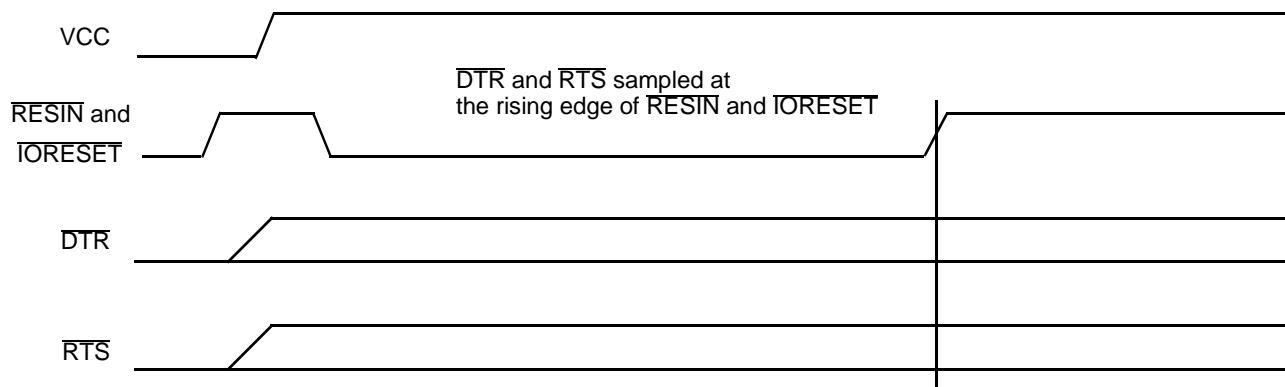 VCC
DTR and RTS sampled at
the rising edge of RESIN and IORESET
RESIN and
IORESET
DTR
RTS